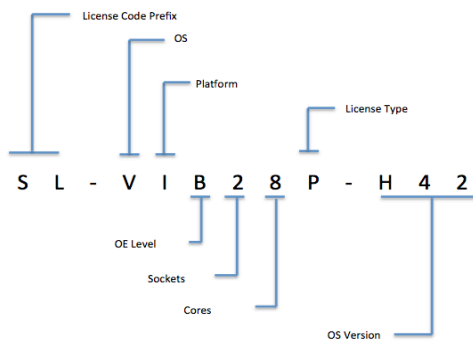 License Code Prefix
OS
Platform
License Type
S L - V I B 2 8 P - H 4 2
OE Level
Sockets
Cores
OS Version